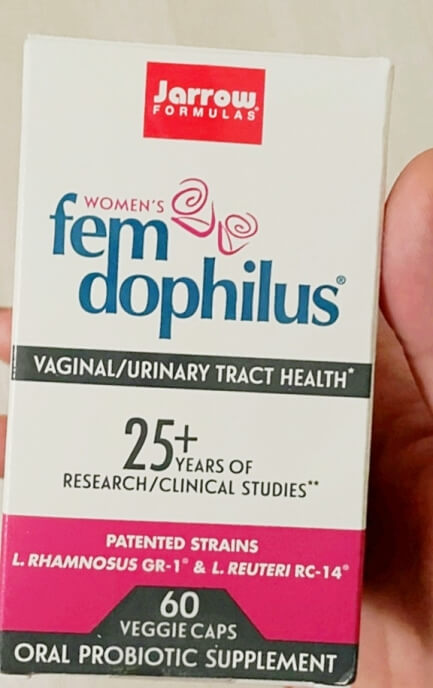 Jarrow®
FORMULAS
WOMEN'S
fem
dophilus®
VAGINAL/URINARY TRACT HEALTH*
25+
YEARS OF
RESEARCH/CLINICAL STUDIES**
PATENTED STRAINS
L. RHAMNOSUS GR-1® & L. REUTERI RC-14®
60
VEGGIE CAPS
ORAL PROBIOTIC SUPPLEMENT